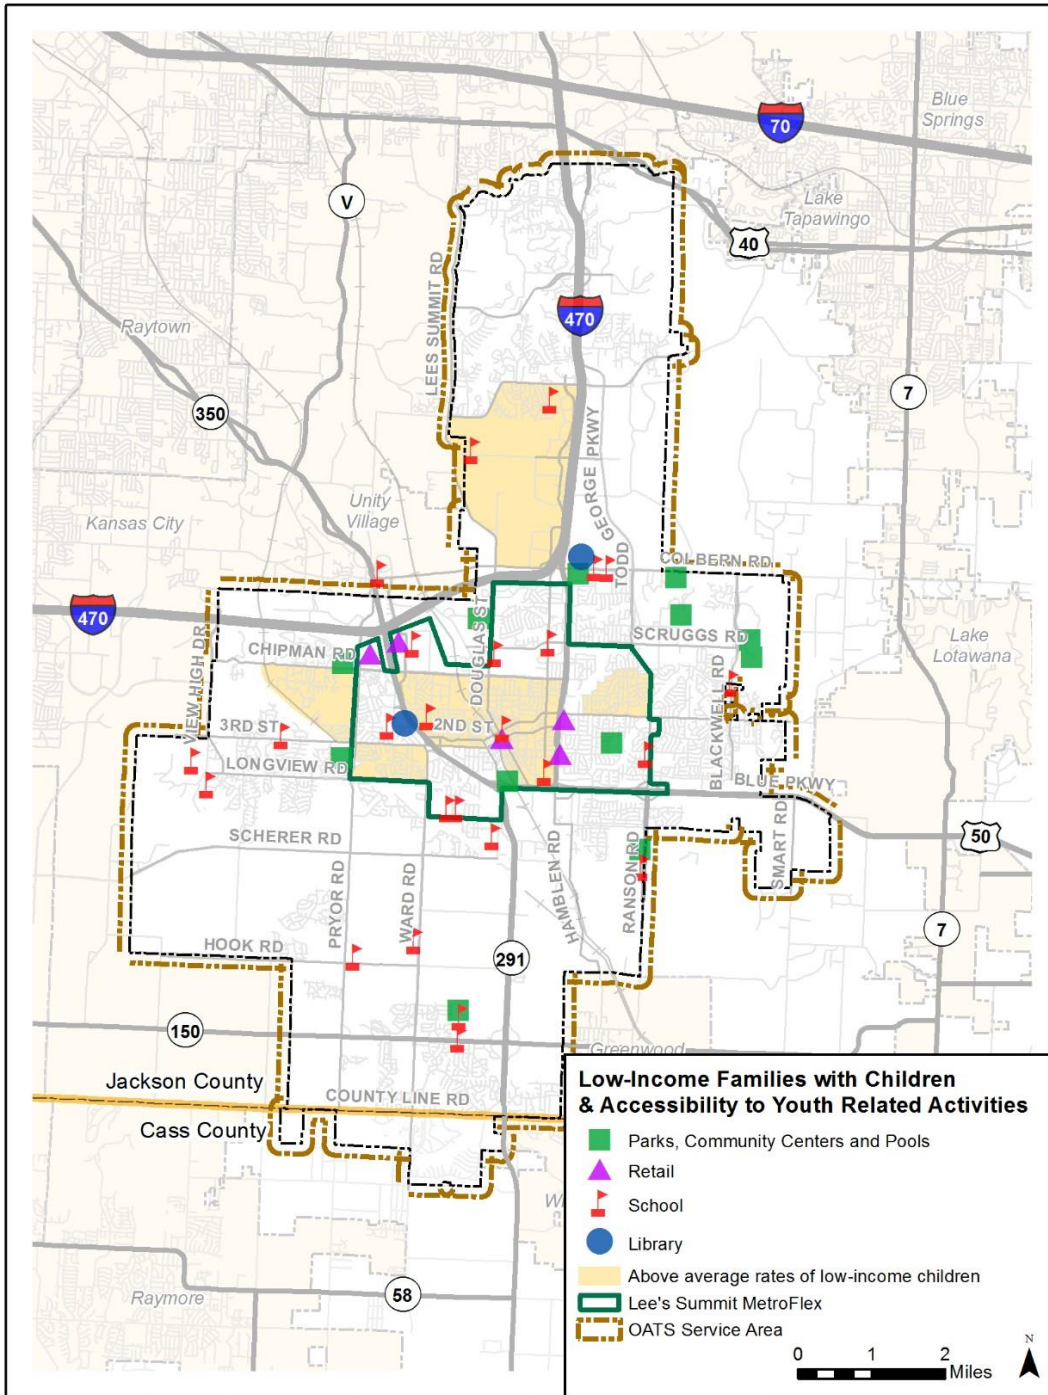 70
Blue
Springs
V
Lake
Tapawingo
40
LEES SUMMIT RD
470
Raytown
350
7
GEORGE PKWY
TODD
Unity
Village
Kansas City
COLBERN RD
470
DOUGLAS ST
SCRUGGS RD
CHIPMAN RD
VIEW HIGH DR
Lake
Lotawana
BLACKWELL RD
3RD ST
2ND ST
LONGVIEW RD
BLUE PKWY
SCHERER RD
50
SMART RD
HAMBLEN RD
RANSON RD
PRYOR RD
WARD RD
HOOK RD
291
7
150
Greenwood
Jackson County
COUNTY LINE RD
Cass County
Raymore
58
Low-Income Families with Children
& Accessibility to Youth Related Activities
Parks, Community Centers and Pools
Retail
School
Library
Above average rates of low-income children
Lee's Summit MetroFlex
OATS Service Area
N
0 1 2
Miles